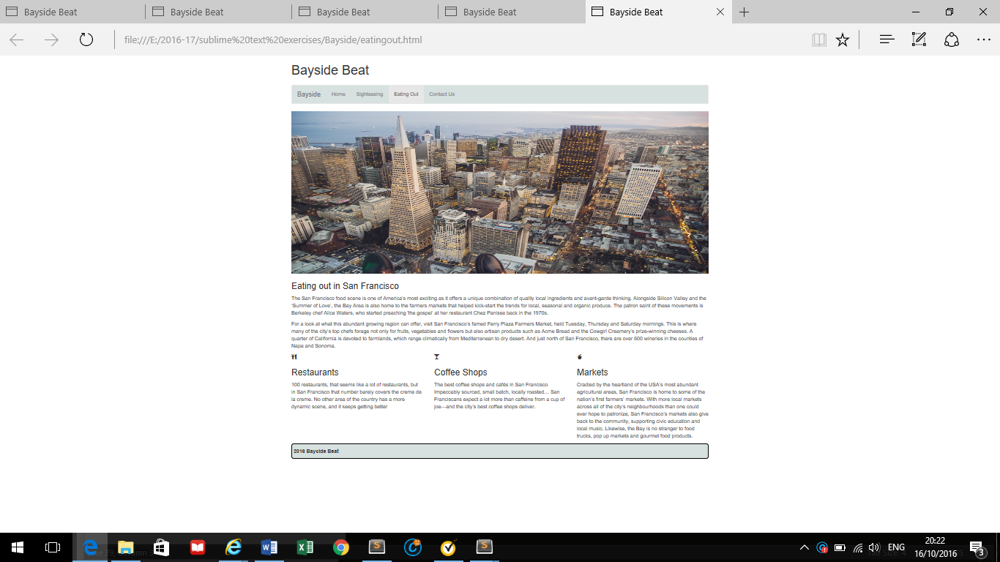 Bayside Beat
Bayside Beat
Bayside Beat
Bayside Beat
Bayside Beat
file:///E:/2016-17/sublime%20text%20exercises/Bayside/eatingout.html
Bayside Beat
Bayside Home Sightseeing Eating Out Contact Us
Eating out in San Francisco
The San Francisco food scene is one of America's most exciting as it offers a unique combination of quality local ingredients and avant-garde thinking. Alongside Silicon Valley and the
'Summer of Love', the Bay Area is also home to the farmers markets that helped kick-start the trends for local, seasonal and organic produce. The patron saint of these movements is
Berkeley chef Alice Waters, who started preaching 'the gospel' at her restaurant Chez Panisse back in the 1970s.
For a look at what this abundant growing region can offer, visit San Francisco's famed Ferry Plaza Farmers Market, held Tuesday, Thursday and Saturday mornings. This is where
many of the city's top chefs forage not only for fruits, vegetables and flowers but also artisan products such as Acme Bread and the Cowgirl Creamery's prize-winning cheeses. A
quarter of California is devoted to farmlands, which range climatically from Mediterranean to dry desert. And just north of San Francisco, there are over 600 wineries in the counties of
Napa and Sonoma.
Restaurants
100 restaurants, that seems like a lot of restaurants, but
in San Francisco that number barely covers the creme de
la creme. No other area of the country has a more
dynamic scene, and it keeps getting better
Coffee Shops
The best coffee shops and cafés in San Francisco
Impeccably sourced, small batch, locally roasted... San
Franciscans expect a lot more than caffeine from a cup of
joe—and the city's best coffee shops deliver.
Markets
Cradled by the heartland of the USA's most abundant
agricultural areas, San Francisco is home to some of the
nation's first farmers' markets. With more local markets
across all of the city's neighbourhoods than one could
ever hope to patronize, San Francisco's markets also give
back to the community, supporting civic education and
local music. Likewise, the Bay is no stranger to food
trucks, pop up markets and gourmet food products.
2016 Bayside Beat
ENG
20:22
16/10/2016
3